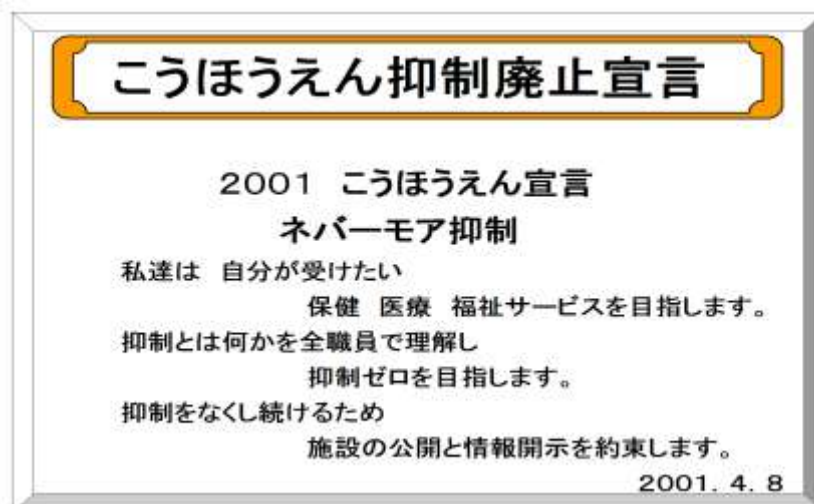 こうほうえん抑制廃止宣言
2001　こうほうえん宣言
ネバーモア抑制
私達は　自分が受けたい
保健　医療　福祉サービスを目指します。
抑制とは何かを全職員で理解し
抑制ゼロを目指します。
抑制をなくし続けるため
施設の公開と情報開示を約束します。
2001．4．8